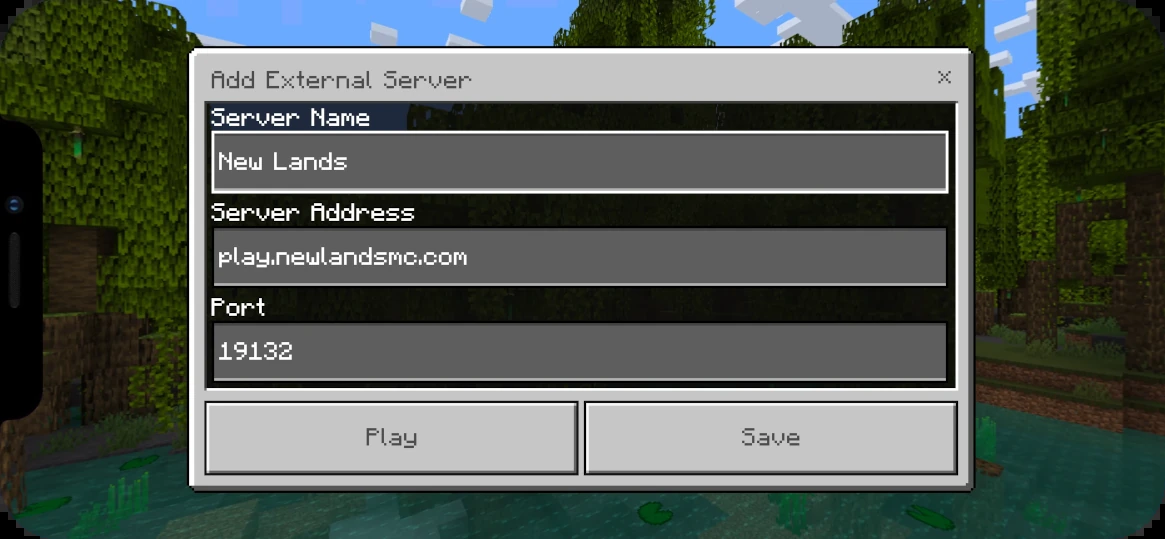 Add External Server
Server Name
New Lands
Server Address
play.newlandsmc.com
Port
19132
Play
Save